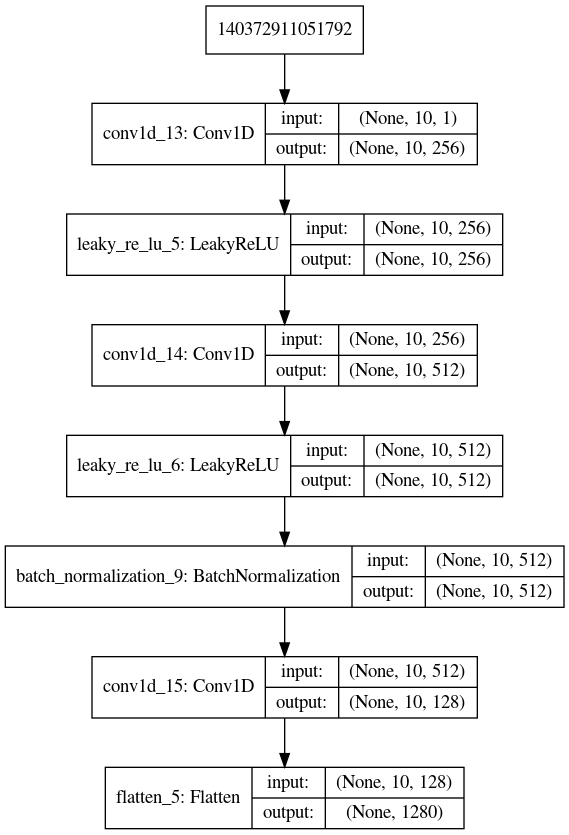 140372911051792
conv1d_13: Conv1D
input:
(None, 10, 1)
output:
(None, 10, 256)
leaky_re_lu_5: LeakyReLU
input:
(None, 10, 256)
output:
(None, 10, 256)
conv1d_14: Conv1D
input:
(None, 10, 256)
output:
(None, 10, 512)
leaky_re_lu_6: LeakyReLU
input:
(None, 10, 512)
output:
(None, 10, 512)
batch_normalization_9: BatchNormalization
input:
(None, 10, 512)
output:
(None, 10, 512)
conv1d_15: Conv1D
input:
(None, 10, 512)
output:
(None, 10, 128)
flatten_5: Flatten
input:
(None, 10, 128)
output:
(None, 1280)